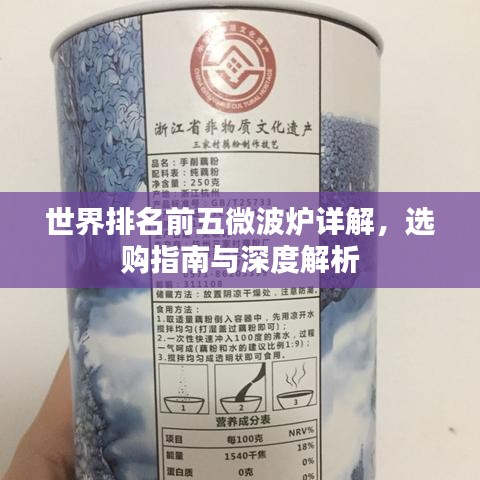 浙江省非物质文化遗产
三家村藕粉制作技艺
品名：手削藕粉
配料表：纯藕粉
净含量：250克
产地：浙江杭州
世界排名前五微波炉详解，选
购指南与深度解析
邮编：311108
储藏方法：放置阴凉干燥处，注意防潮。
食用方法：
1.取适量藕粉倒入容器中，先用凉开水
搅拌均匀(打湿盖过藕粉即可)；
2.一次性快速冲入100度的沸水，过程
一气呵成(藕粉和水的建议比例1:9)；
3.搅拌均匀成透明状即可食用。
1 2 3
营养成分表
项目 每100克 NRV%
能量 1540千焦 18%
蛋白质 0克 0%
0%